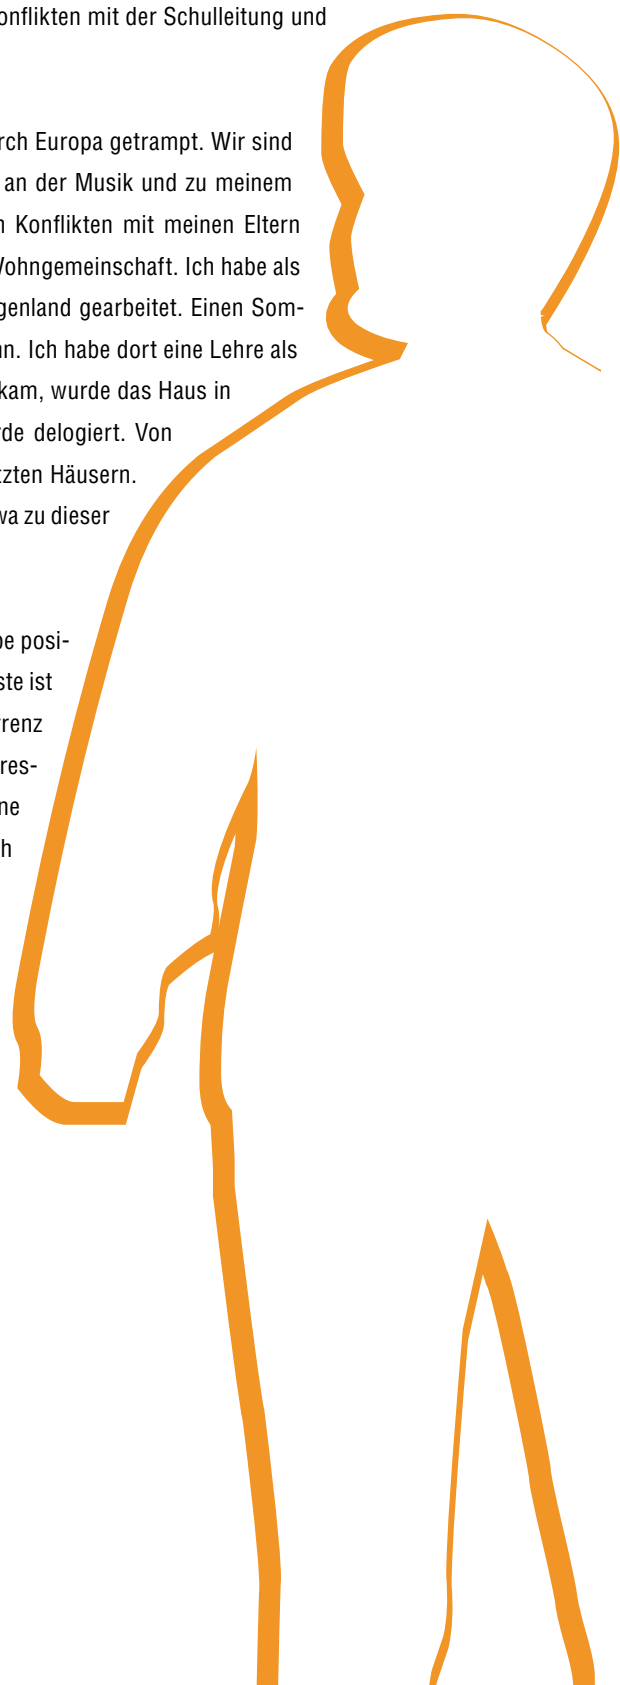 onflikten mit der Schulleitung und
rch Europa getrampt. Wir sind
an der Musik und zu meinem
n Konflikten mit meinen Eltern
Wohngemeinschaft. Ich habe als
genland gearbeitet. Einen Som-
nn. Ich habe dort eine Lehre als
kam, wurde das Haus in
rde delogiert. Von
tzten Häusern.
wa zu dieser
be posi-
ste ist
rrenz
res-
ne
h